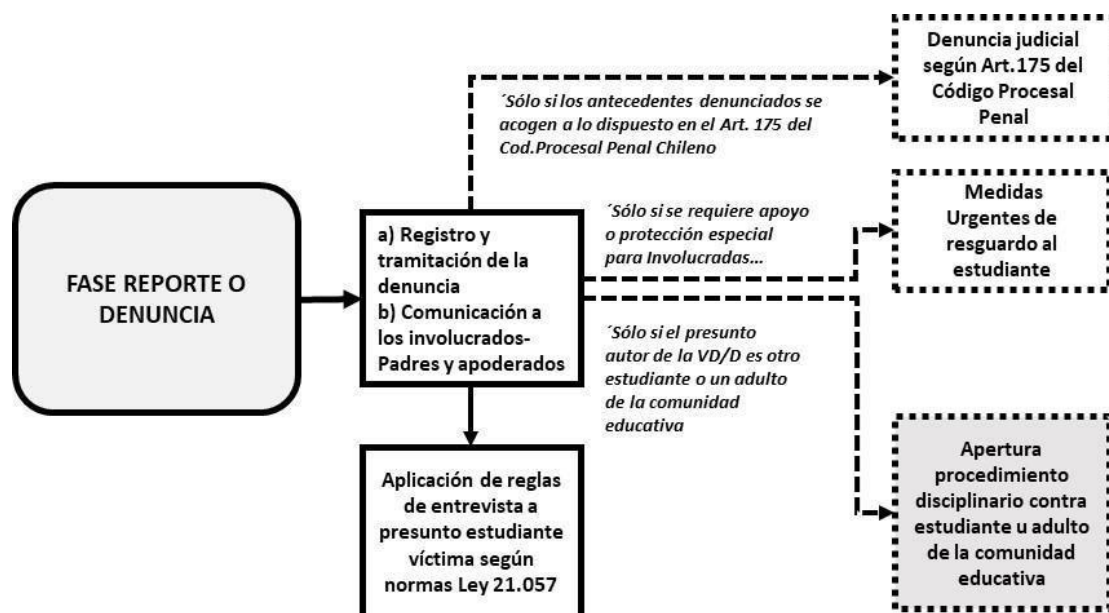 FASE REPORTE O
DENUNCIA
a) Registro y
tramitación de la
denuncia
b) Comunicación a
los involucrados-
Padres y apoderados
Aplicación de reglas
de entrevista a
presunto estudiante
víctima según
normas Ley 21.057
´Sólo si los antecedentes denunciados se
acogen a lo dispuesto en el Art. 175 del
Cod.Procesal Penal Chileno
Denuncia judicial
según Art.175 del
Código Procesal
Penal
´Sólo si se requiere apoyo
o protección especial
para Involucradas...
Medidas
Urgentes de
resguardo al
estudiante
´Sólo si el presunto
autor de la VD/D es otro
estudiante o un adulto
de la comunidad
educativa
Apertura
procedimiento
disciplinario contra
estudiante u adulto
de la comunidad
educativa